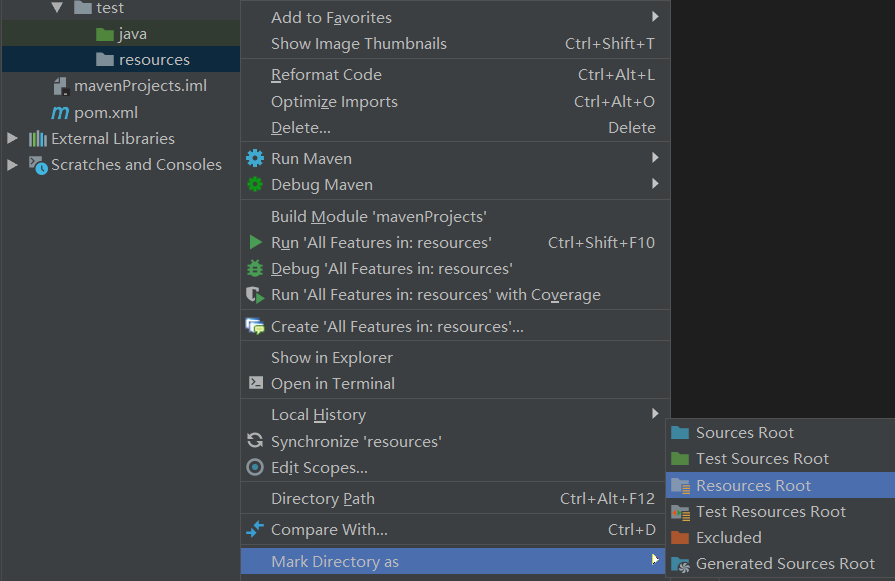 test
java
resources
mavenProjects.iml
pom.xml
External Libraries
Scratches and Consoles
Add to Favorites
Show Image Thumbnails Ctrl+Shift+T
Reformat Code Ctrl+Alt+L
Optimize Imports Ctrl+Alt+O
Delete... Delete
Run Maven
Debug Maven
Build Module 'mavenProjects'
Run 'All Features in: resources' Ctrl+Shift+F10
Debug 'All Features in: resources'
Run 'All Features in: resources' with Coverage
Create 'All Features in: resources'...
Show in Explorer
Open in Terminal
Local History
Synchronize 'resources'
Edit Scopes...
Directory Path Ctrl+Alt+F12
Compare With... Ctrl+D
Mark Directory as
Sources Root
Test Sources Root
Resources Root
Test Resources Root
Excluded
Generated Sources Root